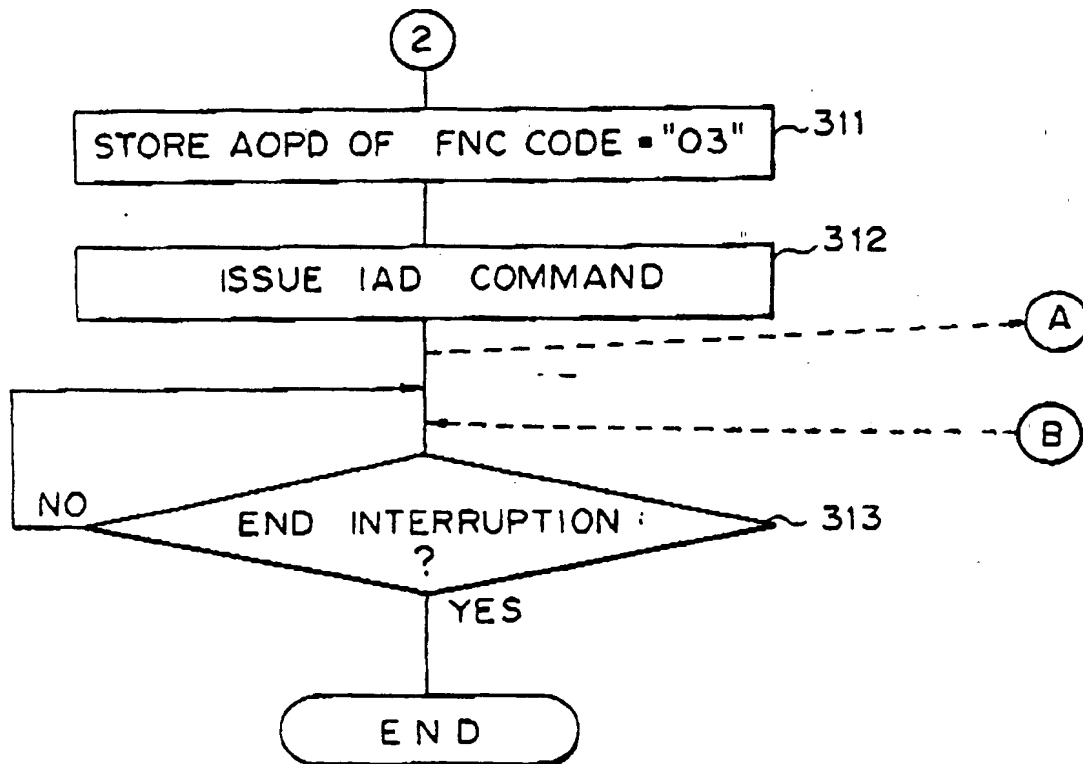 2
STORE AOPD OF FNC CODE = "03"
311
ISSUE IAD COMMAND
312
A
B
NO
END INTERRUPTION
?
313
YES
END